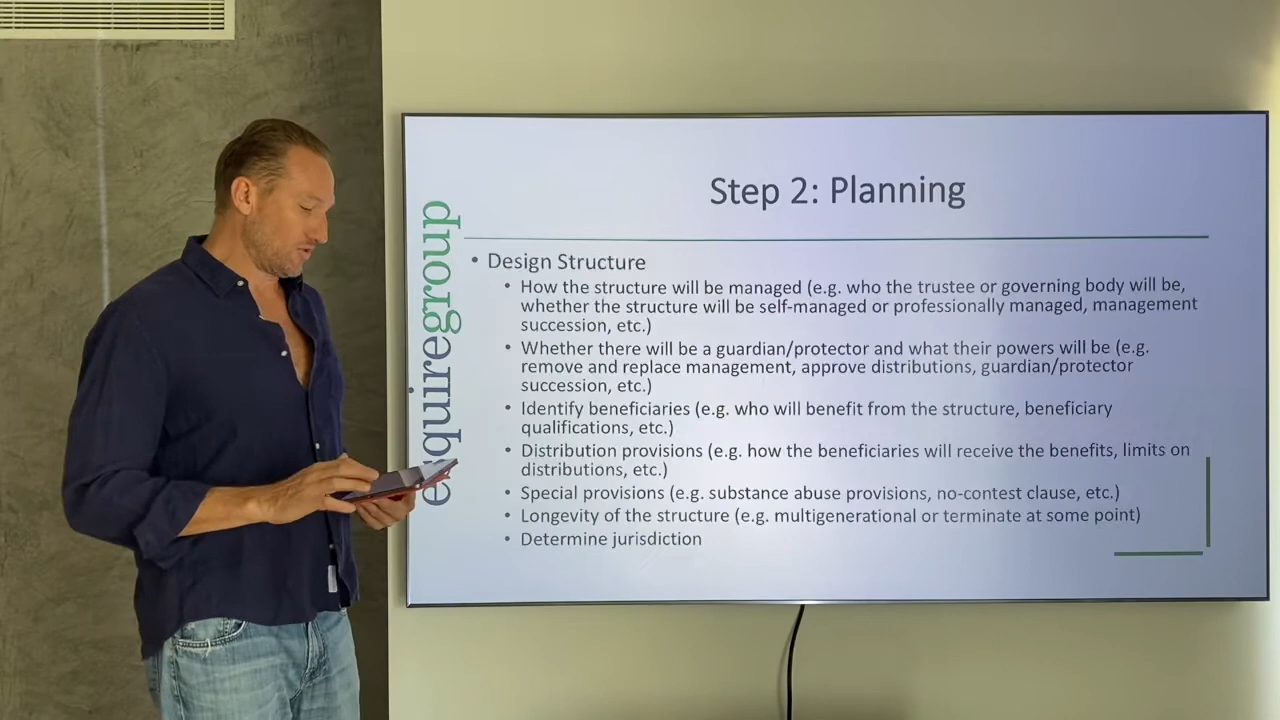 Step 2: Planning
esquiregroup
• Design Structure
• How the structure will be managed (e.g. who the trustee or governing body will be,
whether the structure will be self-managed or professionally managed, management
succession, etc.)
• Whether there will be a guardian/protector and what their powers will be (e.g.
remove and replace management, approve distributions, guardian/protector
succession, etc.)
• Identify beneficiaries (e.g. who will benefit from the structure, beneficiary
qualifications, etc.)
• Distribution provisions (e.g. how the beneficiaries will receive the benefits, limits on
distributions, etc.)
• Special provisions (e.g. substance abuse provisions, no-contest clause, etc.)
• Longevity of the structure (e.g. multigenerational or terminate at some point)
• Determine jurisdiction